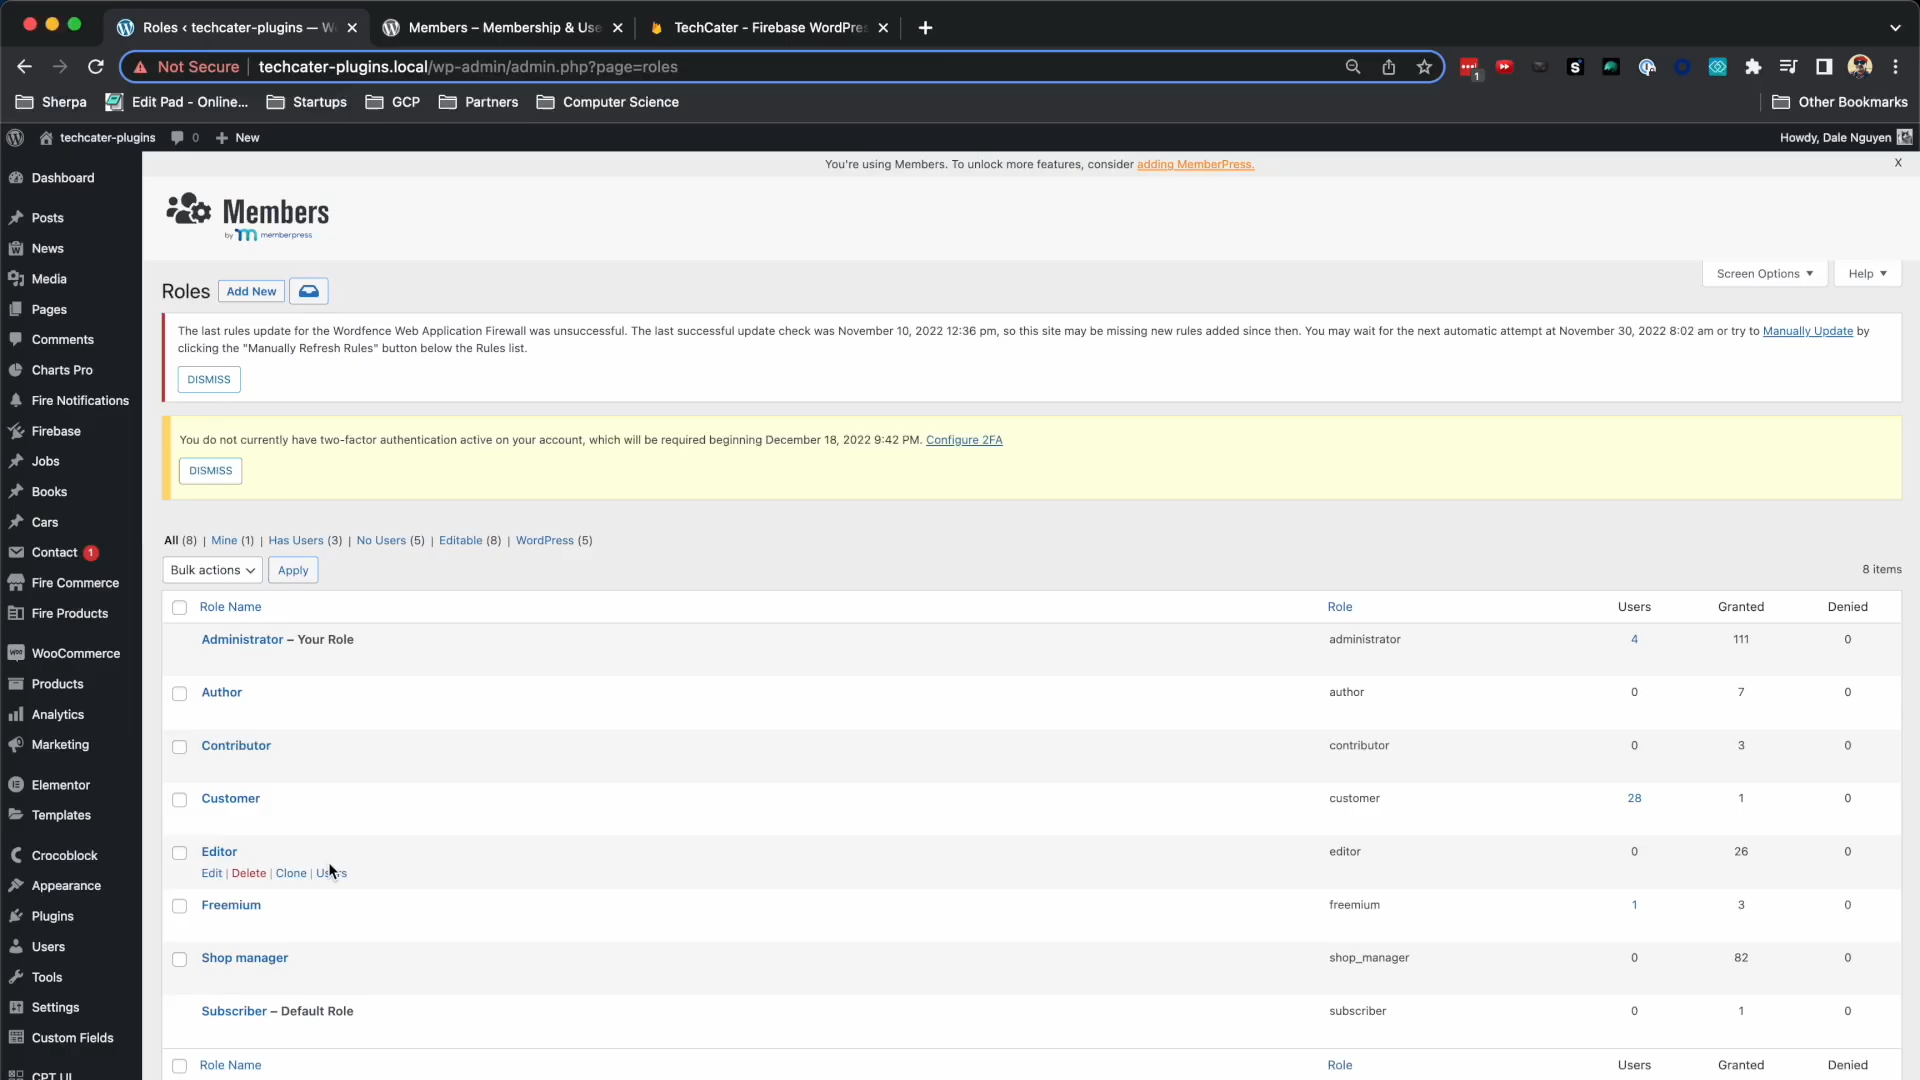 Roles ‹ techcater-plugins — W
Members – Membership & Use
TechCater - Firebase WordPre
Not Secure
techcater-plugins.local/wp-admin/admin.php?page=roles
1
Sherpa
Edit Pad - Online...
Startups
GCP
Partners
Computer Science
Other Bookmarks
techcater-plugins
0
New
Howdy, Dale Nguyen
You're using Members. To unlock more features, consider adding MemberPress.
X
Members
by m memberpress
Screen Options
Help
Roles
Add New
The last rules update for the Wordfence Web Application Firewall was unsuccessful. The last successful update check was November 10, 2022 12:36 pm, so this site may be missing new rules added since then. You may wait for the next automatic attempt at November 30, 2022 8:02 am or try to Manually Update by
clicking the "Manually Refresh Rules" button below the Rules list.
DISMISS
You do not currently have two-factor authentication active on your account, which will be required beginning December 18, 2022 9:42 PM. Configure 2FA
DISMISS
All (8) | Mine (1) | Has Users (3) | No Users (5) | Editable (8) | WordPress (5)
Bulk actions
Apply
8 items
Role Name Role Users Granted Denied
Administrator – Your Role administrator 4 111 0
Author author 0 7 0
Contributor contributor 0 3 0
Customer customer 28 1 0
Editor editor 0 26 0
Edit | Delete | Clone | Users
Freemium freemium 1 3 0
Shop manager shop_manager 0 82 0
Subscriber – Default Role subscriber 0 1 0
Role Name Role Users Granted Denied
Dashboard
Posts
News
Media
Pages
Comments
Charts Pro
Fire Notifications
Firebase
Jobs
Books
Cars
Contact 1
Fire Commerce
Fire Products
WooCommerce
Products
Analytics
Marketing
Elementor
Templates
Crocoblock
Appearance
Plugins
Users
Tools
Settings
Custom Fields
CPT UI